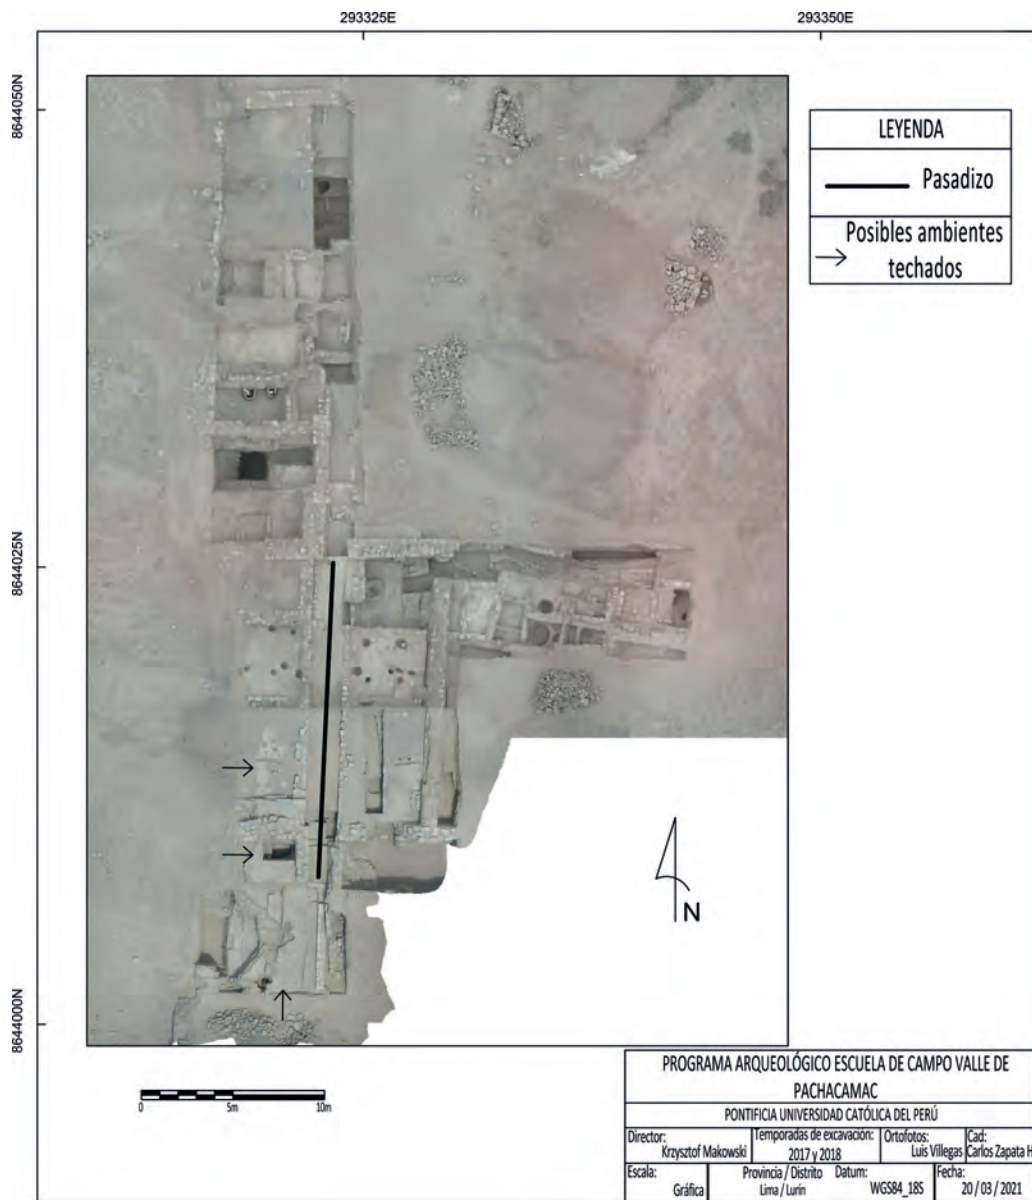 293325E
293350E
8644050N
8644025N
8644000N
LEYENDA
Pasadizo
Posibles ambientes
techados
N
0
5m
10m
PROGRAMA ARQUEOLÓGICO ESCUELA DE CAMPO VALLE DE
PACHACAMAC
PONTIFICIA UNIVERSIDAD CATÓLICA DEL PERÚ
Director:
Krzysztof Makowski
Temporadas de excavación:
2017 y 2018
Ortofotos:
Luis Villegas
Cad:
Carlos Zapata H
Escala:
Gráfica
Provincia / Distrito
Lima / Lurín
Datum:
WGS84_18S
Fecha:
20 / 03 / 2021